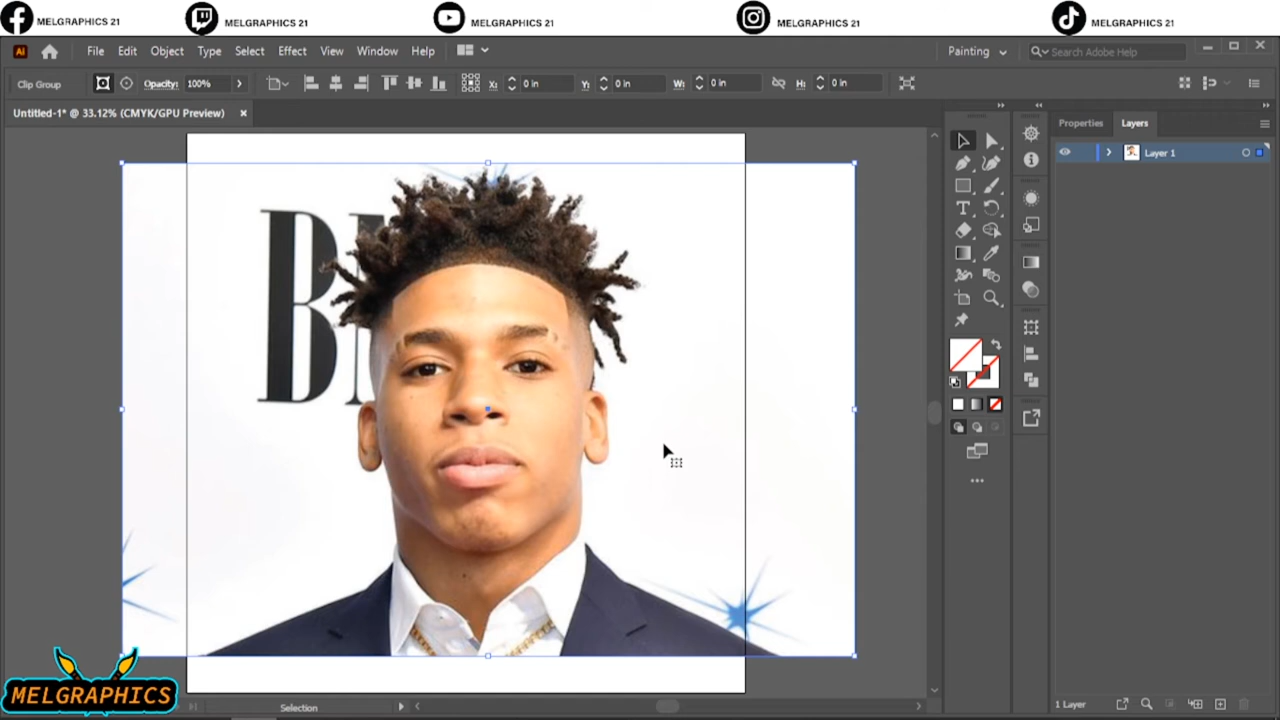 MELGRAPHICS 21 MELGRAPHICS 21 MELGRAPHICS 21 MELGRAPHICS 21 MELGRAPHICS 21
Ai File Edit Object Type Select Effect View Window Help Painting Search Adobe Help
Clip Group Opacity: 100% X: 0 in Y: 0 in W: 0 in H: 0 in
Untitled-1* @ 33.12% (CMYK/GPU Preview) ×
Properties Layers
Layer 1
B
MELGRAPHICS
Selection
1 Layer